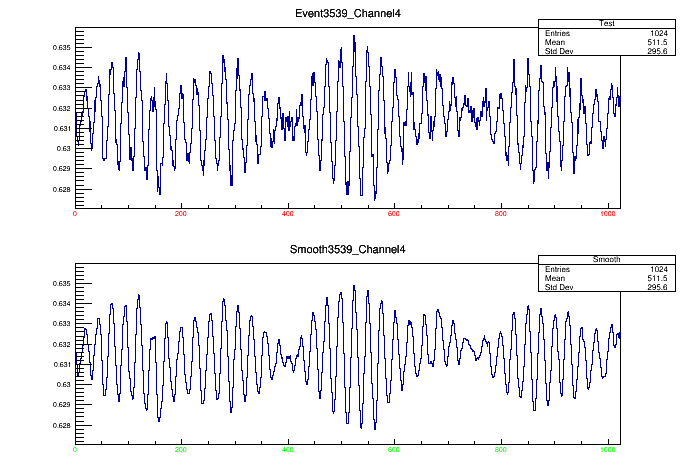 Event3539_Channel4
Test
Entries 1024
Mean 511.5
Std Dev 295.6
0.635
0.634
0.633
0.632
0.631
0.63
0.629
0.628
0 200 400 600 800 1000
Smooth3539_Channel4
Smooth
Entries 1024
Mean 511.5
Std Dev 295.6
0.635
0.634
0.633
0.632
0.631
0.63
0.629
0.628
0 200 400 600 800 1000